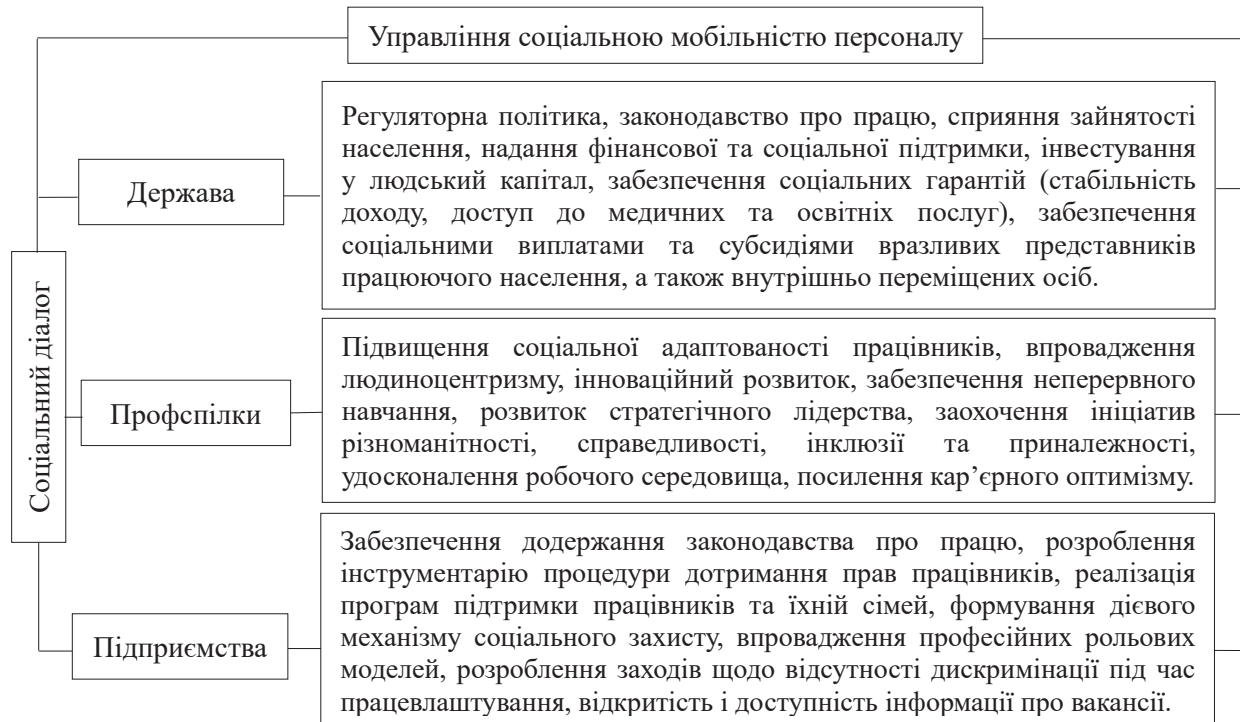 Управління соціальною мобільністю персоналу
Соціальний діалог
Держава
Регуляторна політика, законодавство про працю, сприяння зайнятості
населення, надання фінансової та соціальної підтримки, інвестування
у людський капітал, забезпечення соціальних гарантій (стабільність
доходу, доступ до медичних та освітніх послуг), забезпечення
соціальними виплатами та субсидіями вразливих представників
працюючого населення, а також внутрішньо переміщених осіб.
Профспілки
Підвищення соціальної адаптованості працівників, впровадження
людиноцентризму, інноваційний розвиток, забезпечення неперервного
навчання, розвиток стратегічного лідерства, заохочення ініціатив
різноманітності, справедливості, інклюзії та приналежності,
удосконалення робочого середовища, посилення кар’єрного оптимізму.
Підприємства
Забезпечення додержання законодавства про працю, розроблення
інструментарію процедури дотримання прав працівників, реалізація
програм підтримки працівників та їхній сімей, формування дієвого
механізму соціального захисту, впровадження професійних рольових
моделей, розроблення заходів щодо відсутності дискримінації під час
працевлаштування, відкритість і доступність інформації про вакансії.